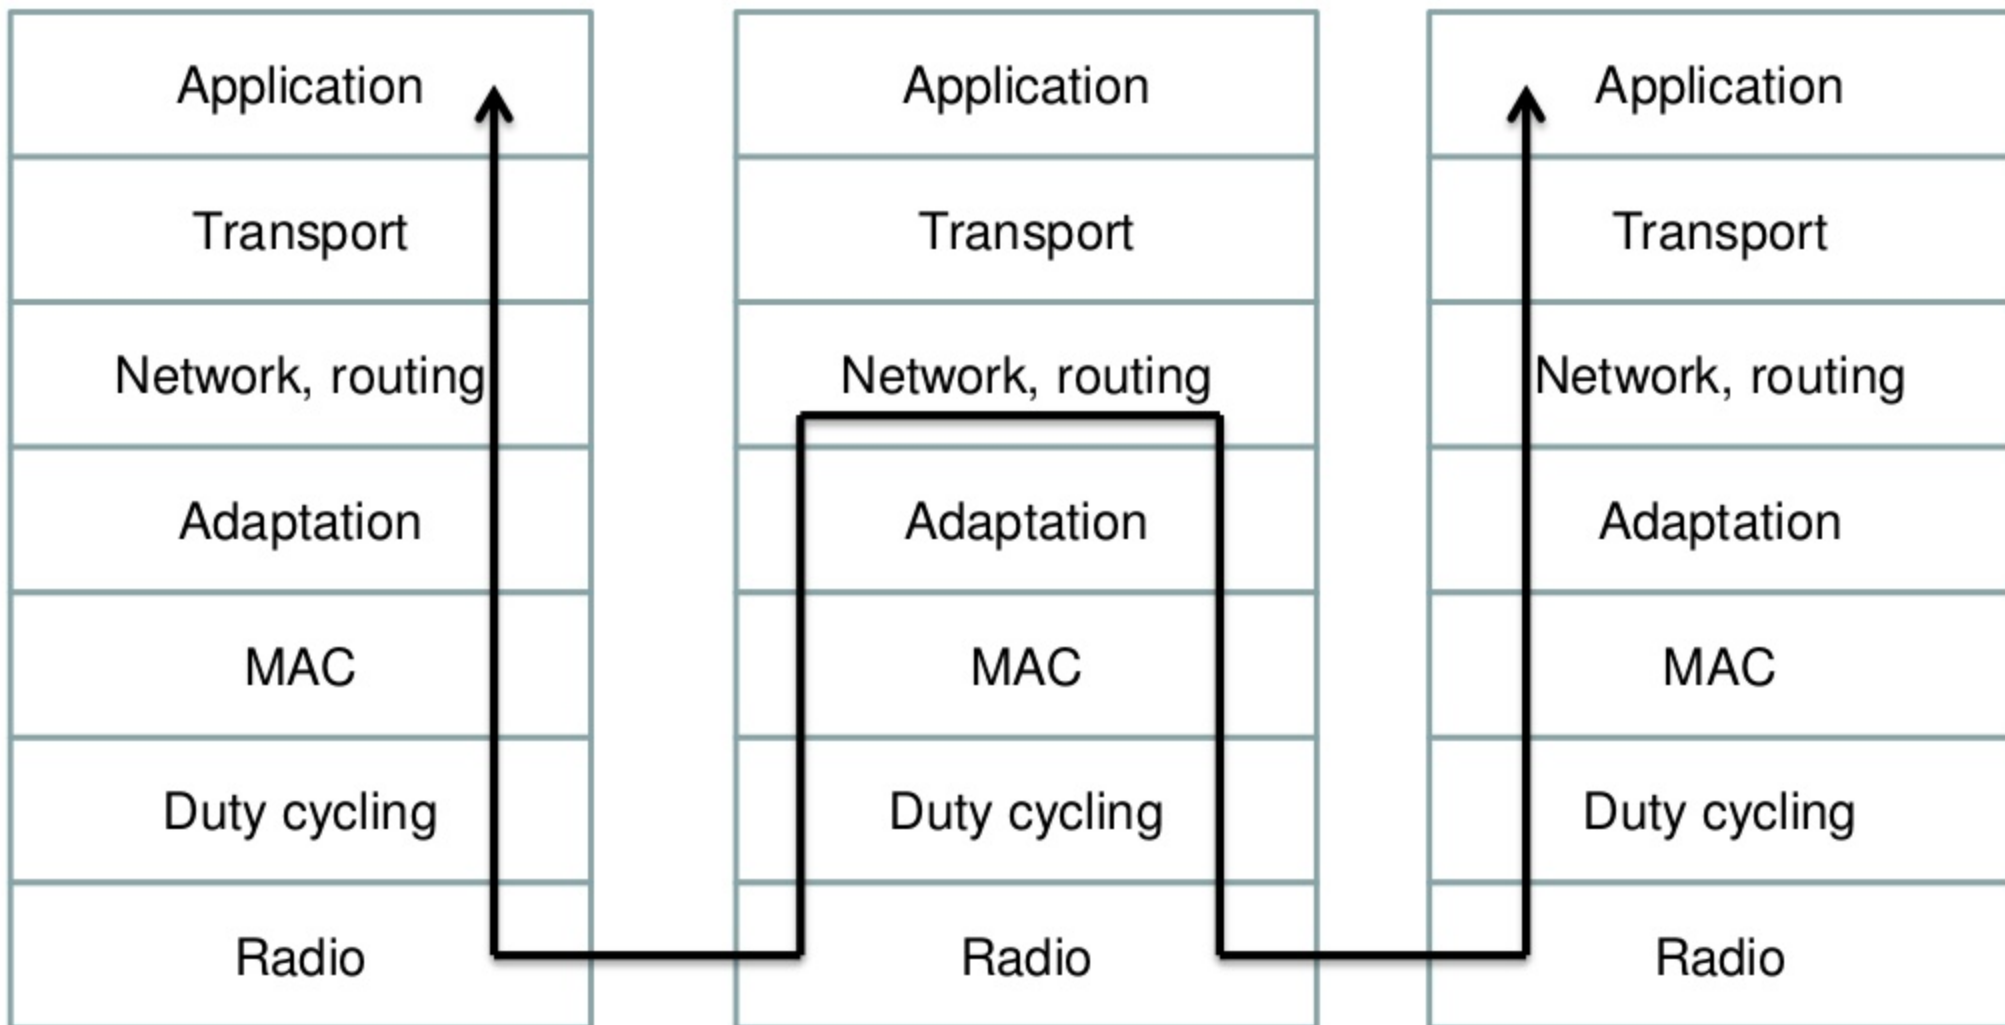 Application
Transport
Network, routing
Adaptation
MAC
Duty cycling
Radio
Application
Transport
Network, routing
Adaptation
MAC
Duty cycling
Radio
Application
Transport
Network, routing
Adaptation
MAC
Duty cycling
Radio